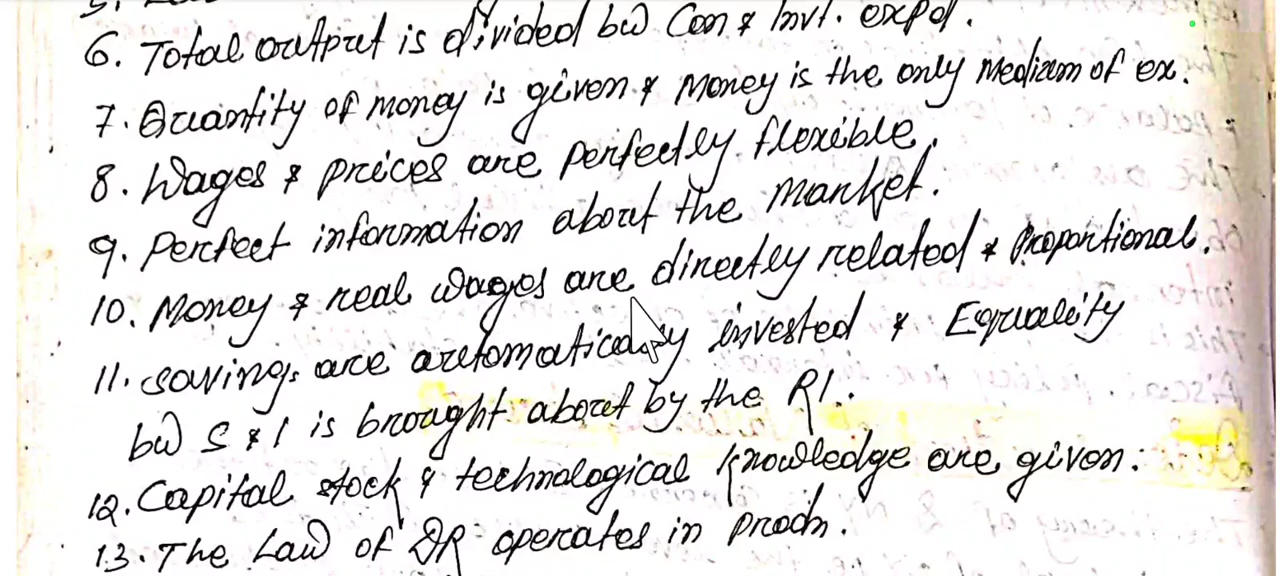 6. Total output is divided bw Con & Invt. expd.
7. Quantity of money is given & Money is the only Medium of ex.
8. Wages & prices are perfectly flexible.
9. Perfect information about the Market.
10. Money & real wages are directly related & Proportional.
11. savings are automatically invested & Equality
bw S & I is brought about by the RI..
12. Capital stock & technological knowledge are given.
13. The Law of DR operates in prodn.